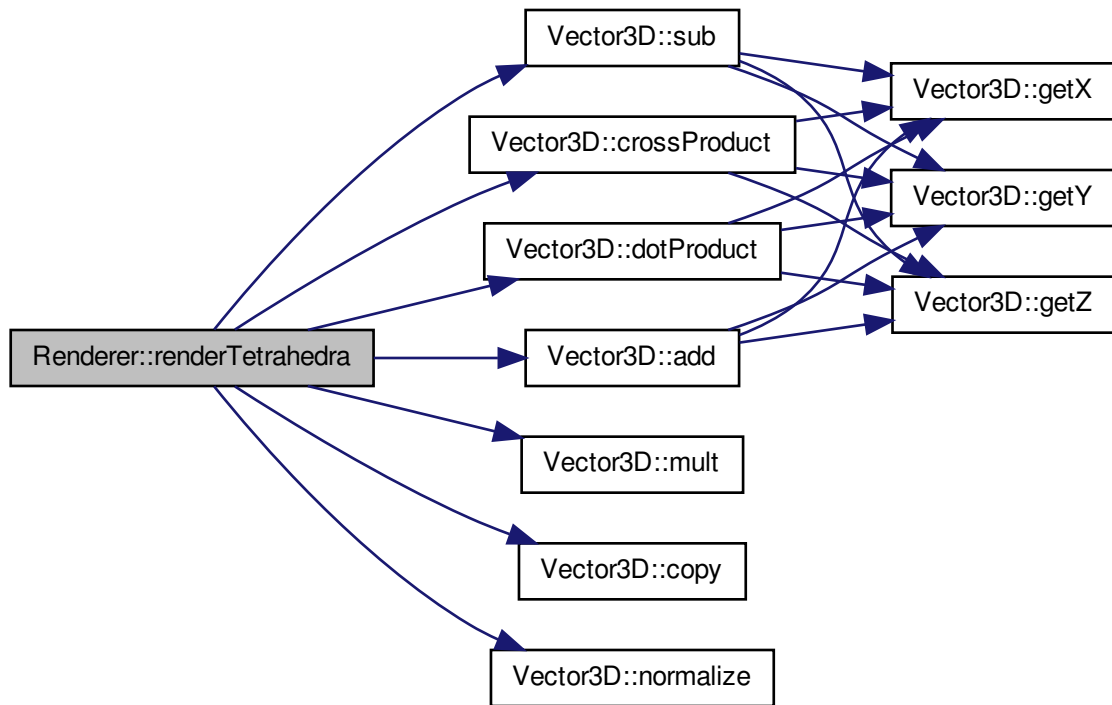 Vector3D::sub
Vector3D::getX
Vector3D::crossProduct
Vector3D::getY
Vector3D::dotProduct
Vector3D::getZ
Renderer::renderTetrahedra
Vector3D::add
Vector3D::mult
Vector3D::copy
Vector3D::normalize